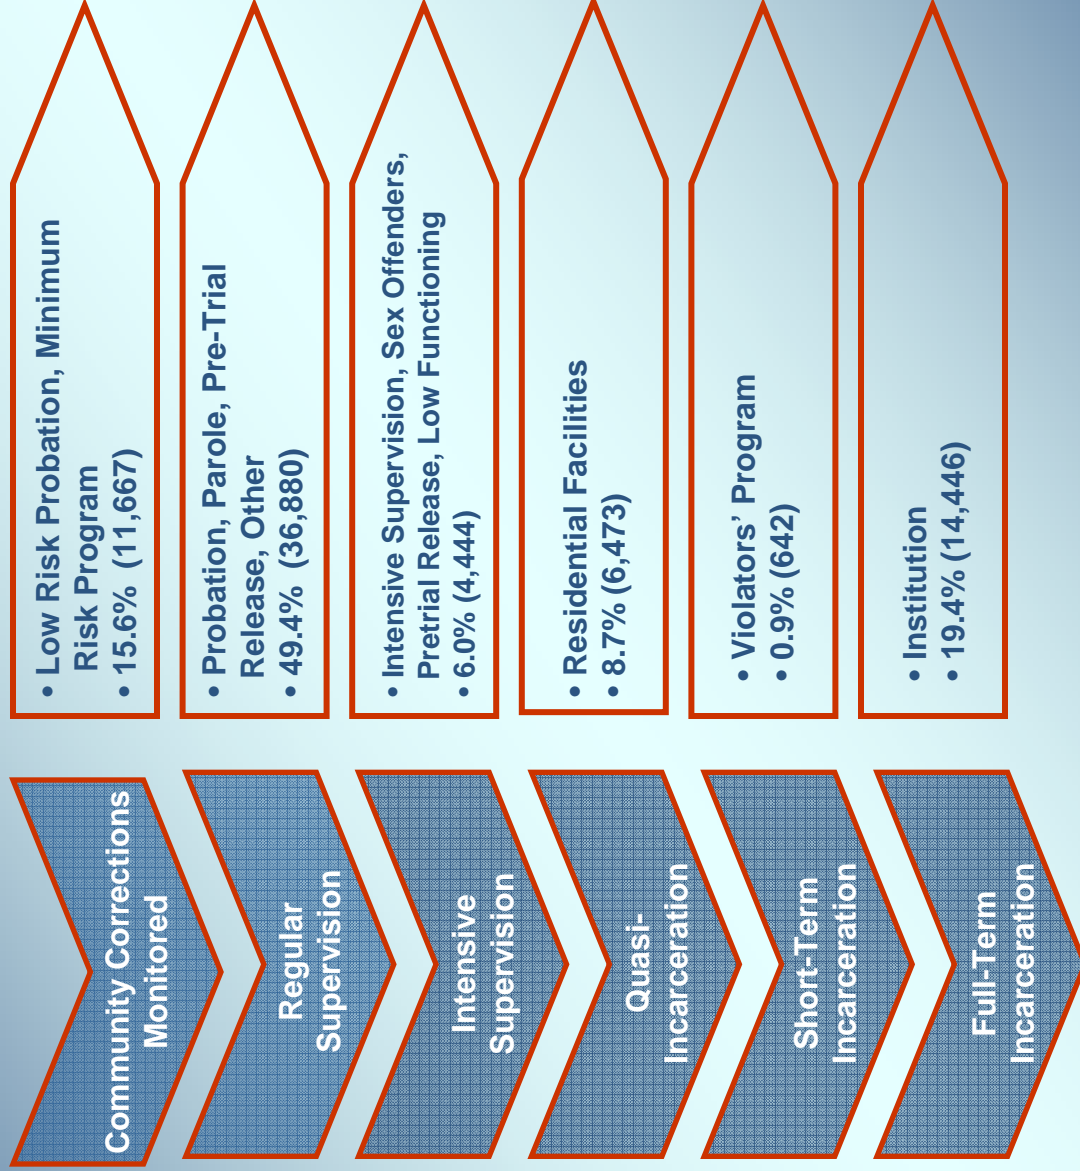 Community Corrections
Monitored
• Low Risk Probation, Minimum
Risk Program
• 15.6%  (11,667)
Regular
Supervision
• Probation, Parole, Pre-Trial
Release, Other
• 49.4%  (36,880)
Intensive
Supervision
• Intensive Supervision, Sex Offenders,
Pretrial Release, Low Functioning
• 6.0% (4,444)
Quasi-
Incarceration
• Residential Facilities
• 8.7% (6,473)
Short-Term
Incarceration
• Violators’ Program
• 0.9% (642)
Full-Term
Incarceration
• Institution
• 19.4% (14,446)